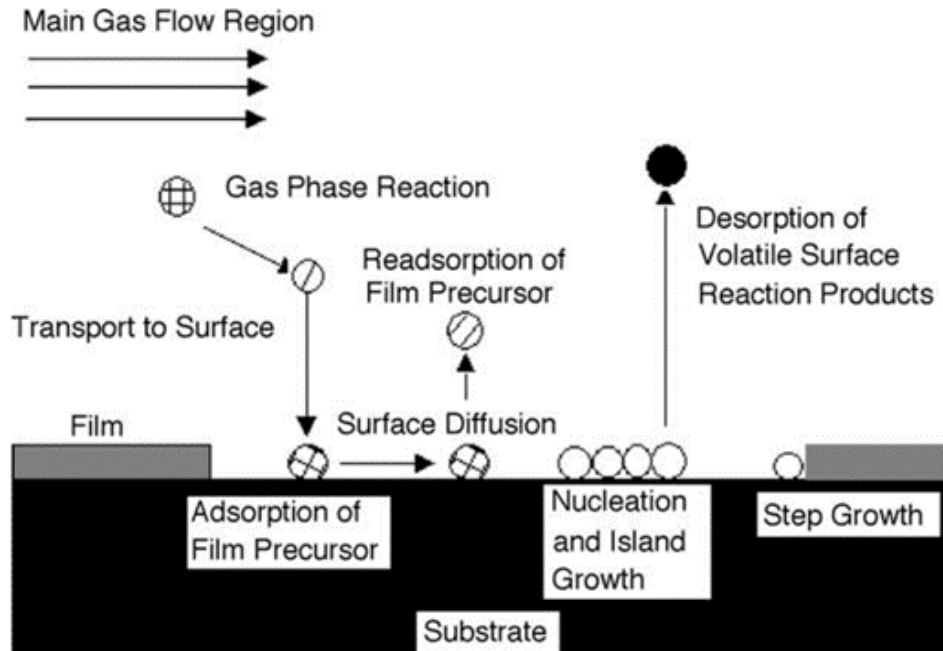 Main Gas Flow Region
Gas Phase Reaction
Readsorption of
Film Precursor
Desorption of
Volatile Surface
Reaction Products
Transport to Surface
Film
Surface Diffusion
Adsorption of
Film Precursor
Nucleation
and Island
Growth
Step Growth
Substrate